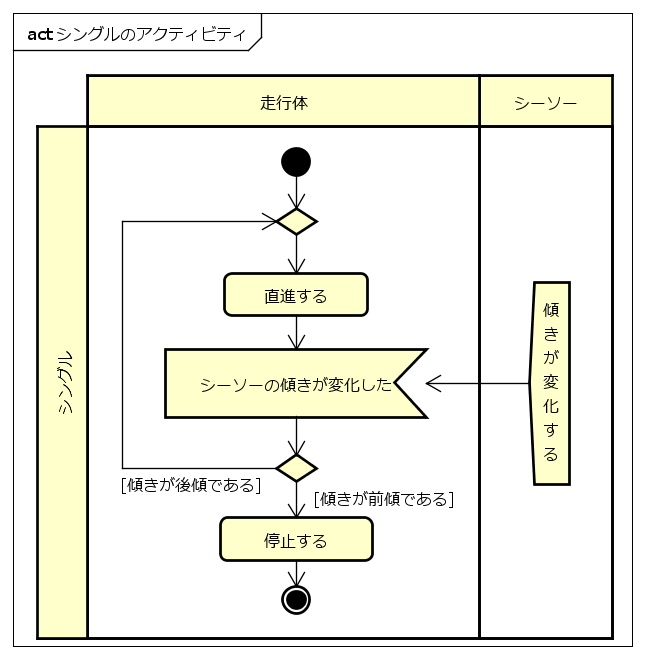 act シングルのアクティビティ
走行体
シーソー
シングル
直進する
シーソーの傾きが変化した
傾きが変化する
[傾きが後傾である]
[傾きが前傾である]
停止する